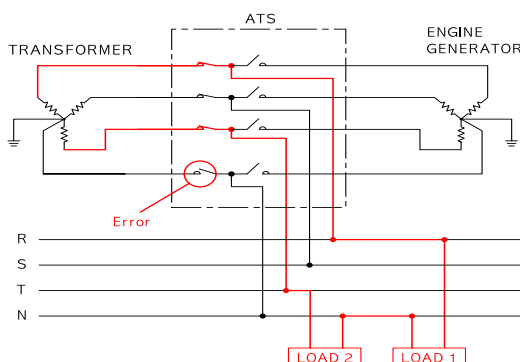 ATS
TRANSFORMER
ENGINE
GENERATOR
Error
R
S
T
N
LOAD 2
LOAD 1